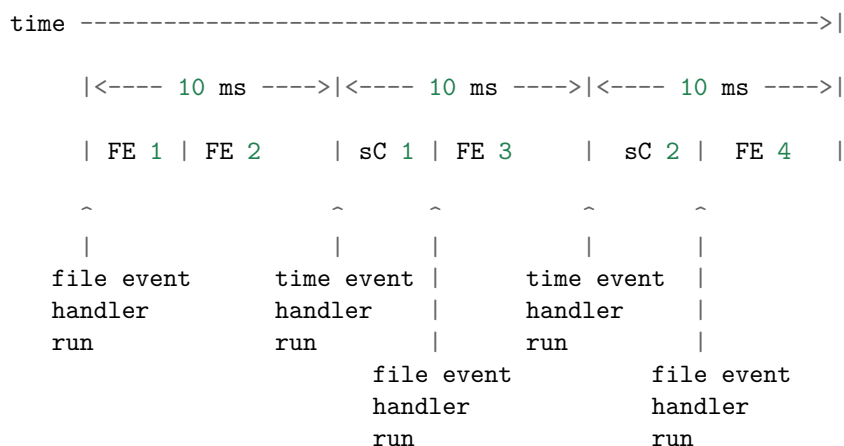 time ----------------------------------------------------->|
|<---- 10 ms ---->|<---- 10 ms ---->|<---- 10 ms ---->|
| FE 1 | FE 2     | sC 1 | FE 3     |  sC 2 |  FE 4   |
^                 ^      ^          ^       ^
|                 |      |          |       |
file event      time event |      time event  |
handler         handler    |      handler     |
run             run        |      run         |
file event          file event
handler             handler
run                 run